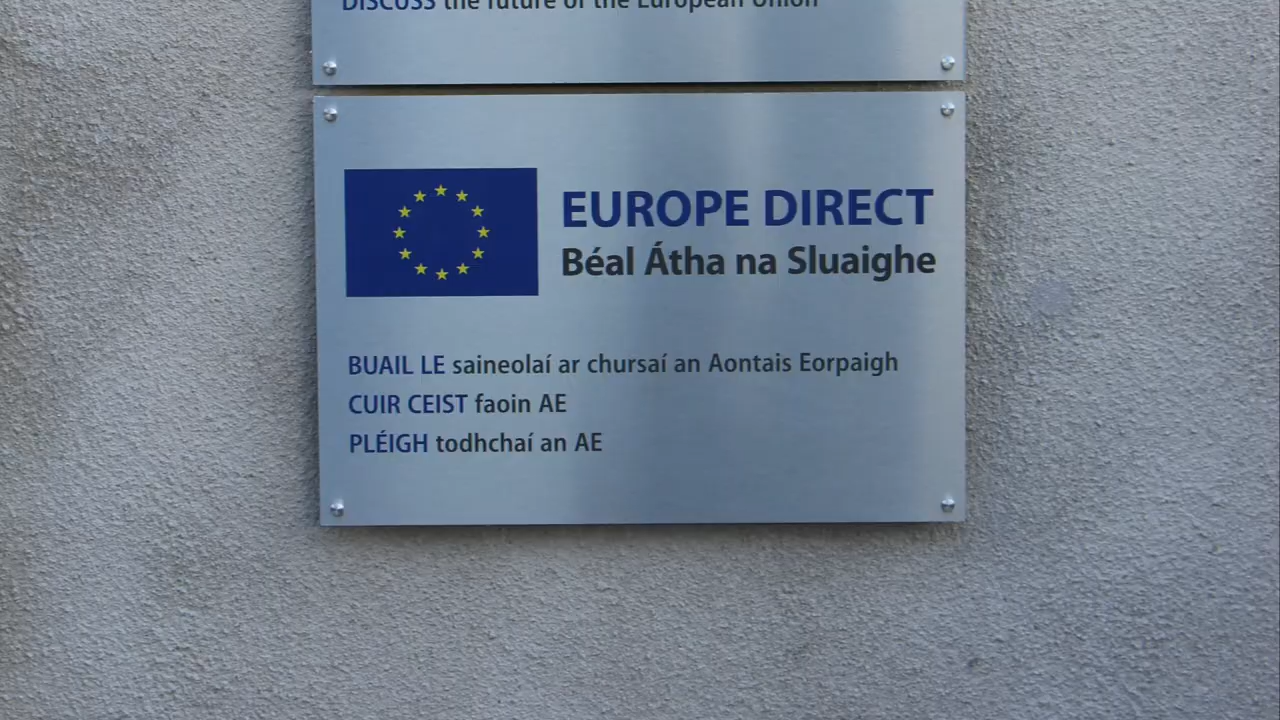 DISCUSS the future of the European Union
EUROPE DIRECT
Béal Átha na Sluaighe
BUAIL LE saineolaí ar chursaí an Aontais Eorpaigh
CUIR CEIST faoin AE
PLÉIGH todhchaí an AE